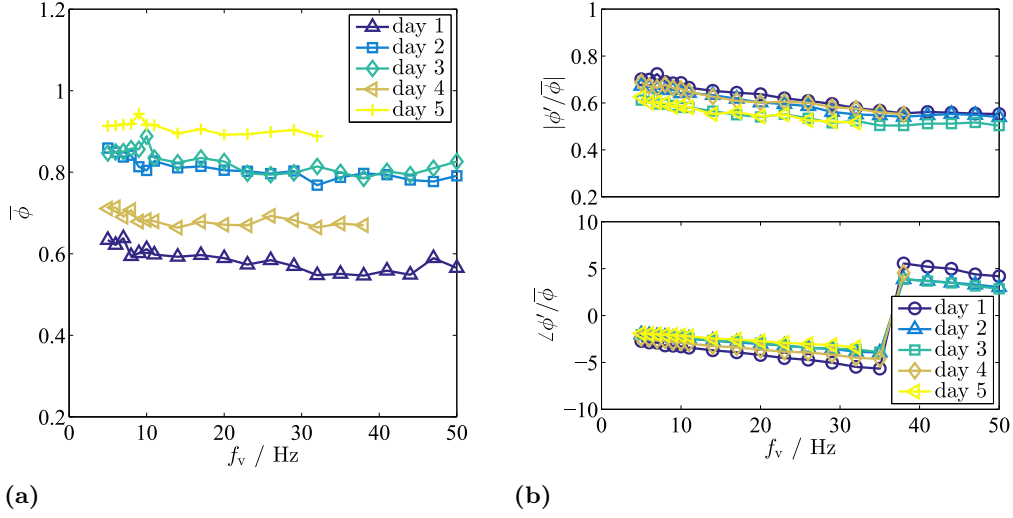 1.2
1
0.8
0.6
0.4
0.2
ϕ̅
0 10 20 30 40 50
f_v / Hz
day 1
day 2
day 3
day 4
day 5
(a)
1
0.8
0.6
0.4
0.2
|ϕ′/ϕ̅|
10
5
0
−5
−10
∠ϕ′/ϕ̅
0 10 20 30 40 50
f_v / Hz
day 1
day 2
day 3
day 4
day 5
(b)